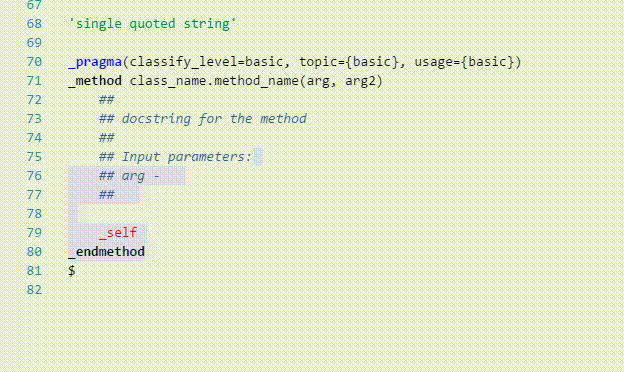 67
68 'single quoted string'
69
70 _pragma(classify_level=basic, topic={basic}, usage={basic})
71 _method class_name.method_name(arg, arg2)
72 ##
73 ## docstring for the method
74 ##
75 ## Input parameters:
76 ## arg -
77 ##
78
79 _self
80 _endmethod
81 $
82